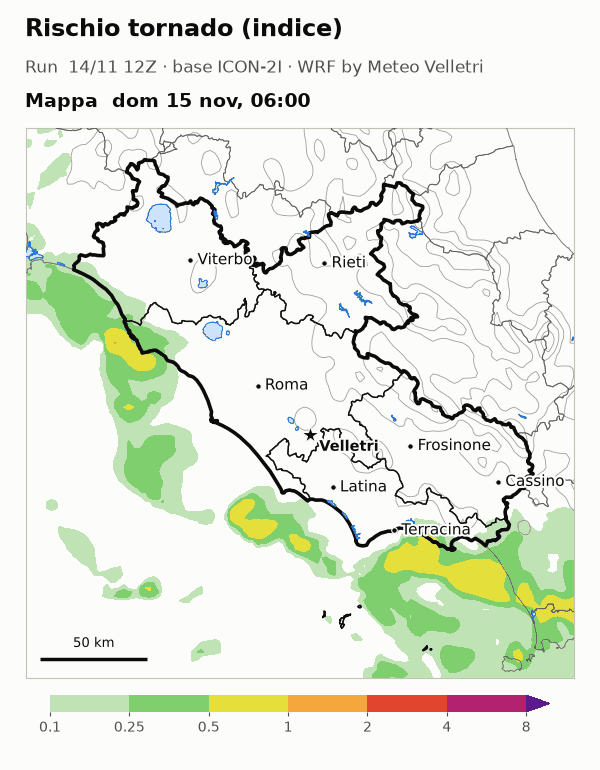 Rischio tornado (indice)
Run  14/11 12Z · base ICON-2I · WRF by Meteo Velletri
Mappa  dom 15 nov, 06:00
Viterbo
Rieti
Roma
Velletri
Frosinone
Latina
Cassino
Terracina
50 km
0.1 0.25 0.5 1 2 4 8